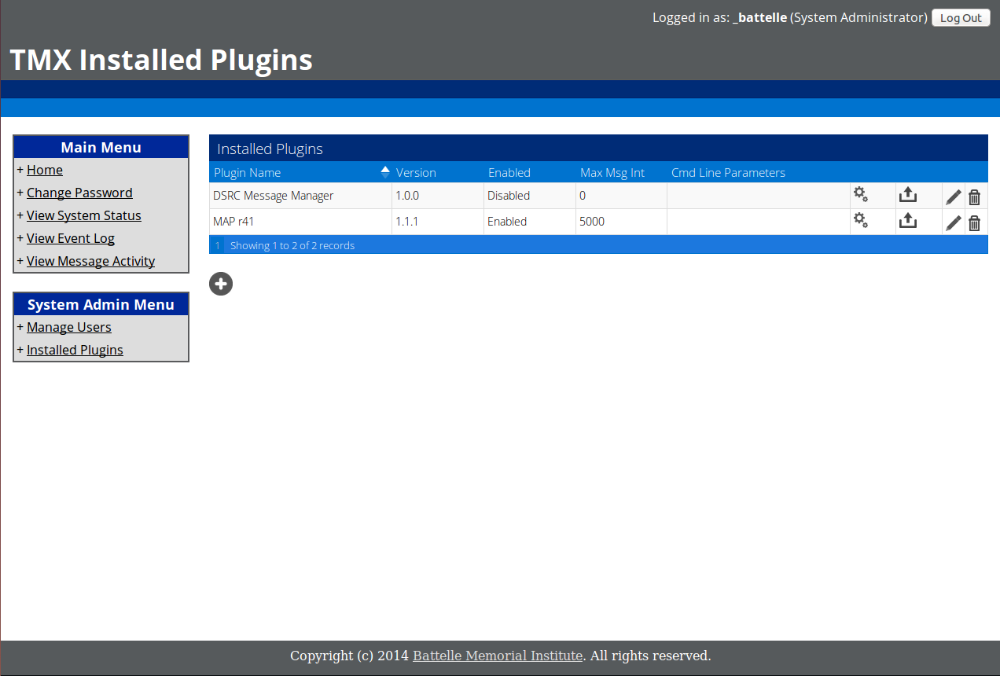 Logged in as: _battelle (System Administrator) Log Out
TMX Installed Plugins
Main Menu
+ Home
+ Change Password
+ View System Status
+ View Event Log
+ View Message Activity
System Admin Menu
+ Manage Users
+ Installed Plugins
Installed Plugins
Plugin Name Version Enabled Max Msg Int Cmd Line Parameters
DSRC Message Manager 1.0.0 Disabled 0
MAP r41 1.1.1 Enabled 5000
1 Showing 1 to 2 of 2 records
Copyright (c) 2014 Battelle Memorial Institute. All rights reserved.